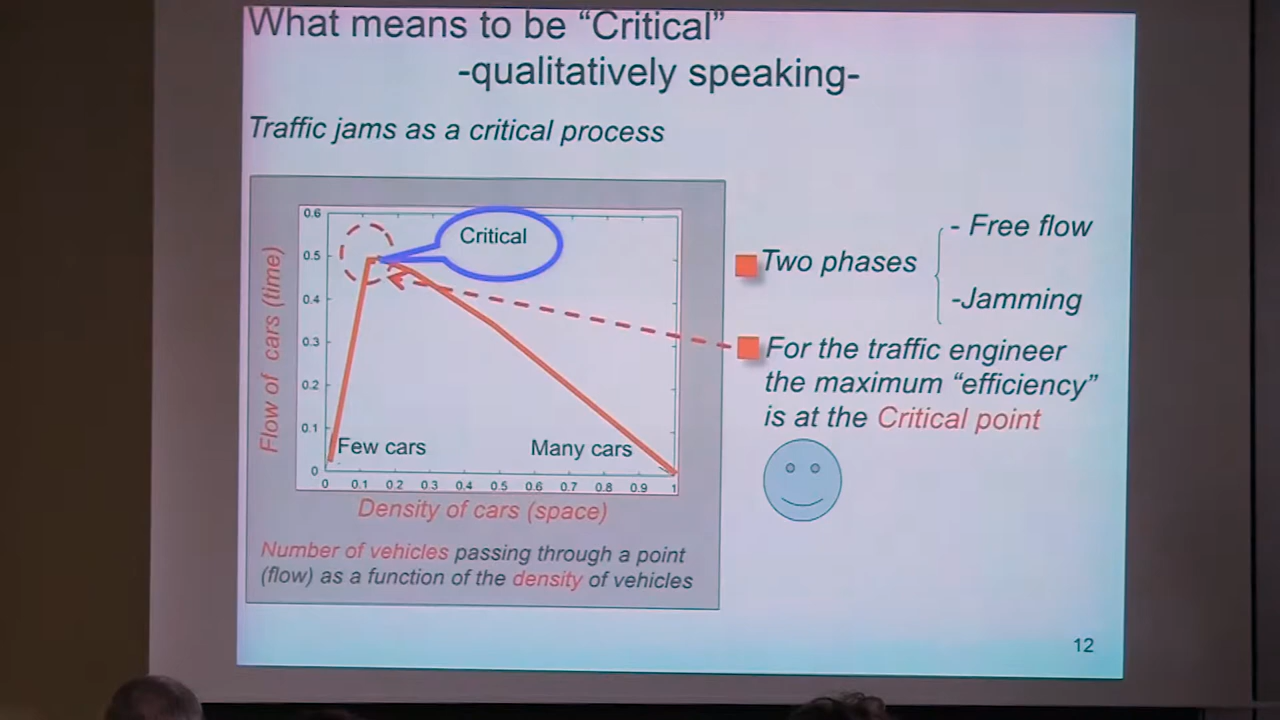 What means to be “Critical”
-qualitatively speaking-
Traffic jams as a critical process
Flow of cars (time)
0.6
0.5
0.4
0.3
0.2
0.1
0
Critical
Few cars
Many cars
0 0.1 0.2 0.3 0.4 0.5 0.6 0.7 0.8 0.9 1
Density of cars (space)
Number of vehicles passing through a point
(flow) as a function of the density of vehicles
Two phases
- Free flow
-Jamming
For the traffic engineer
the maximum “efficiency”
is at the Critical point
12